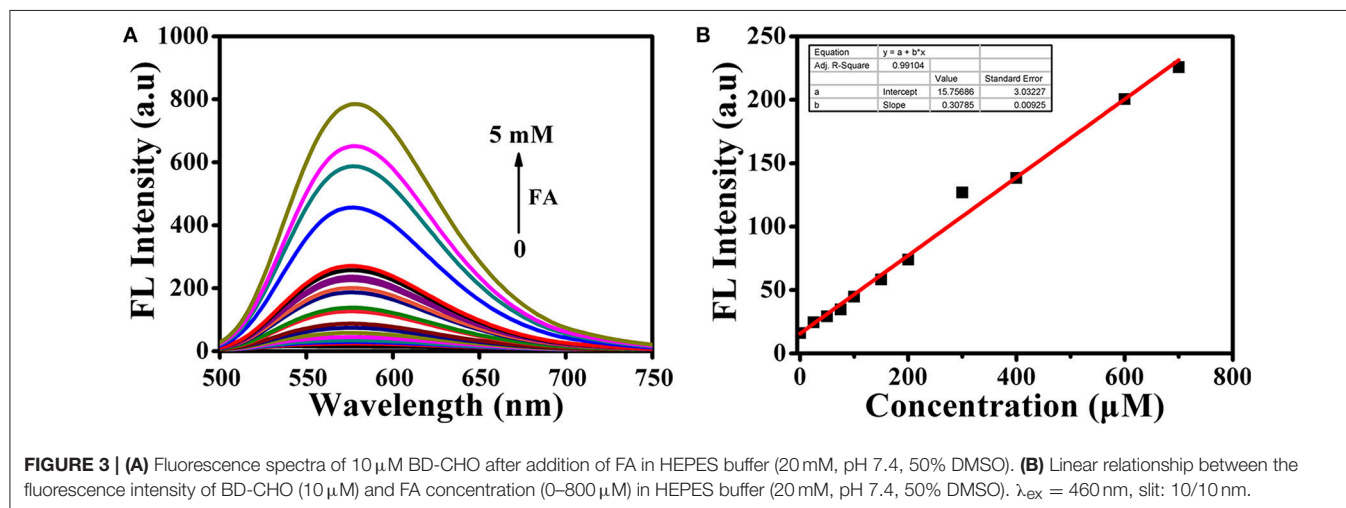 A
1000
800
600
400
200
0
FL Intensity (a.u)
5 mM
FA
0
500 550 600 650 700 750
Wavelength (nm)
B
250
200
150
100
50
0
FL Intensity (a.u)
Equation y = a + b*x
Adj. R-Square 0.99104
Value Standard Error
a Intercept 15.75686 3.03227
b Slope 0.30785 0.00925
0 200 400 600 800
Concentration (µM)
FIGURE 3 | (A) Fluorescence spectra of 10 µM BD-CHO after addition of FA in HEPES buffer (20 mM, pH 7.4, 50% DMSO). (B) Linear relationship between the
fluorescence intensity of BD-CHO (10 µM) and FA concentration (0–800 µM) in HEPES buffer (20 mM, pH 7.4, 50% DMSO). λex = 460 nm, slit: 10/10 nm.